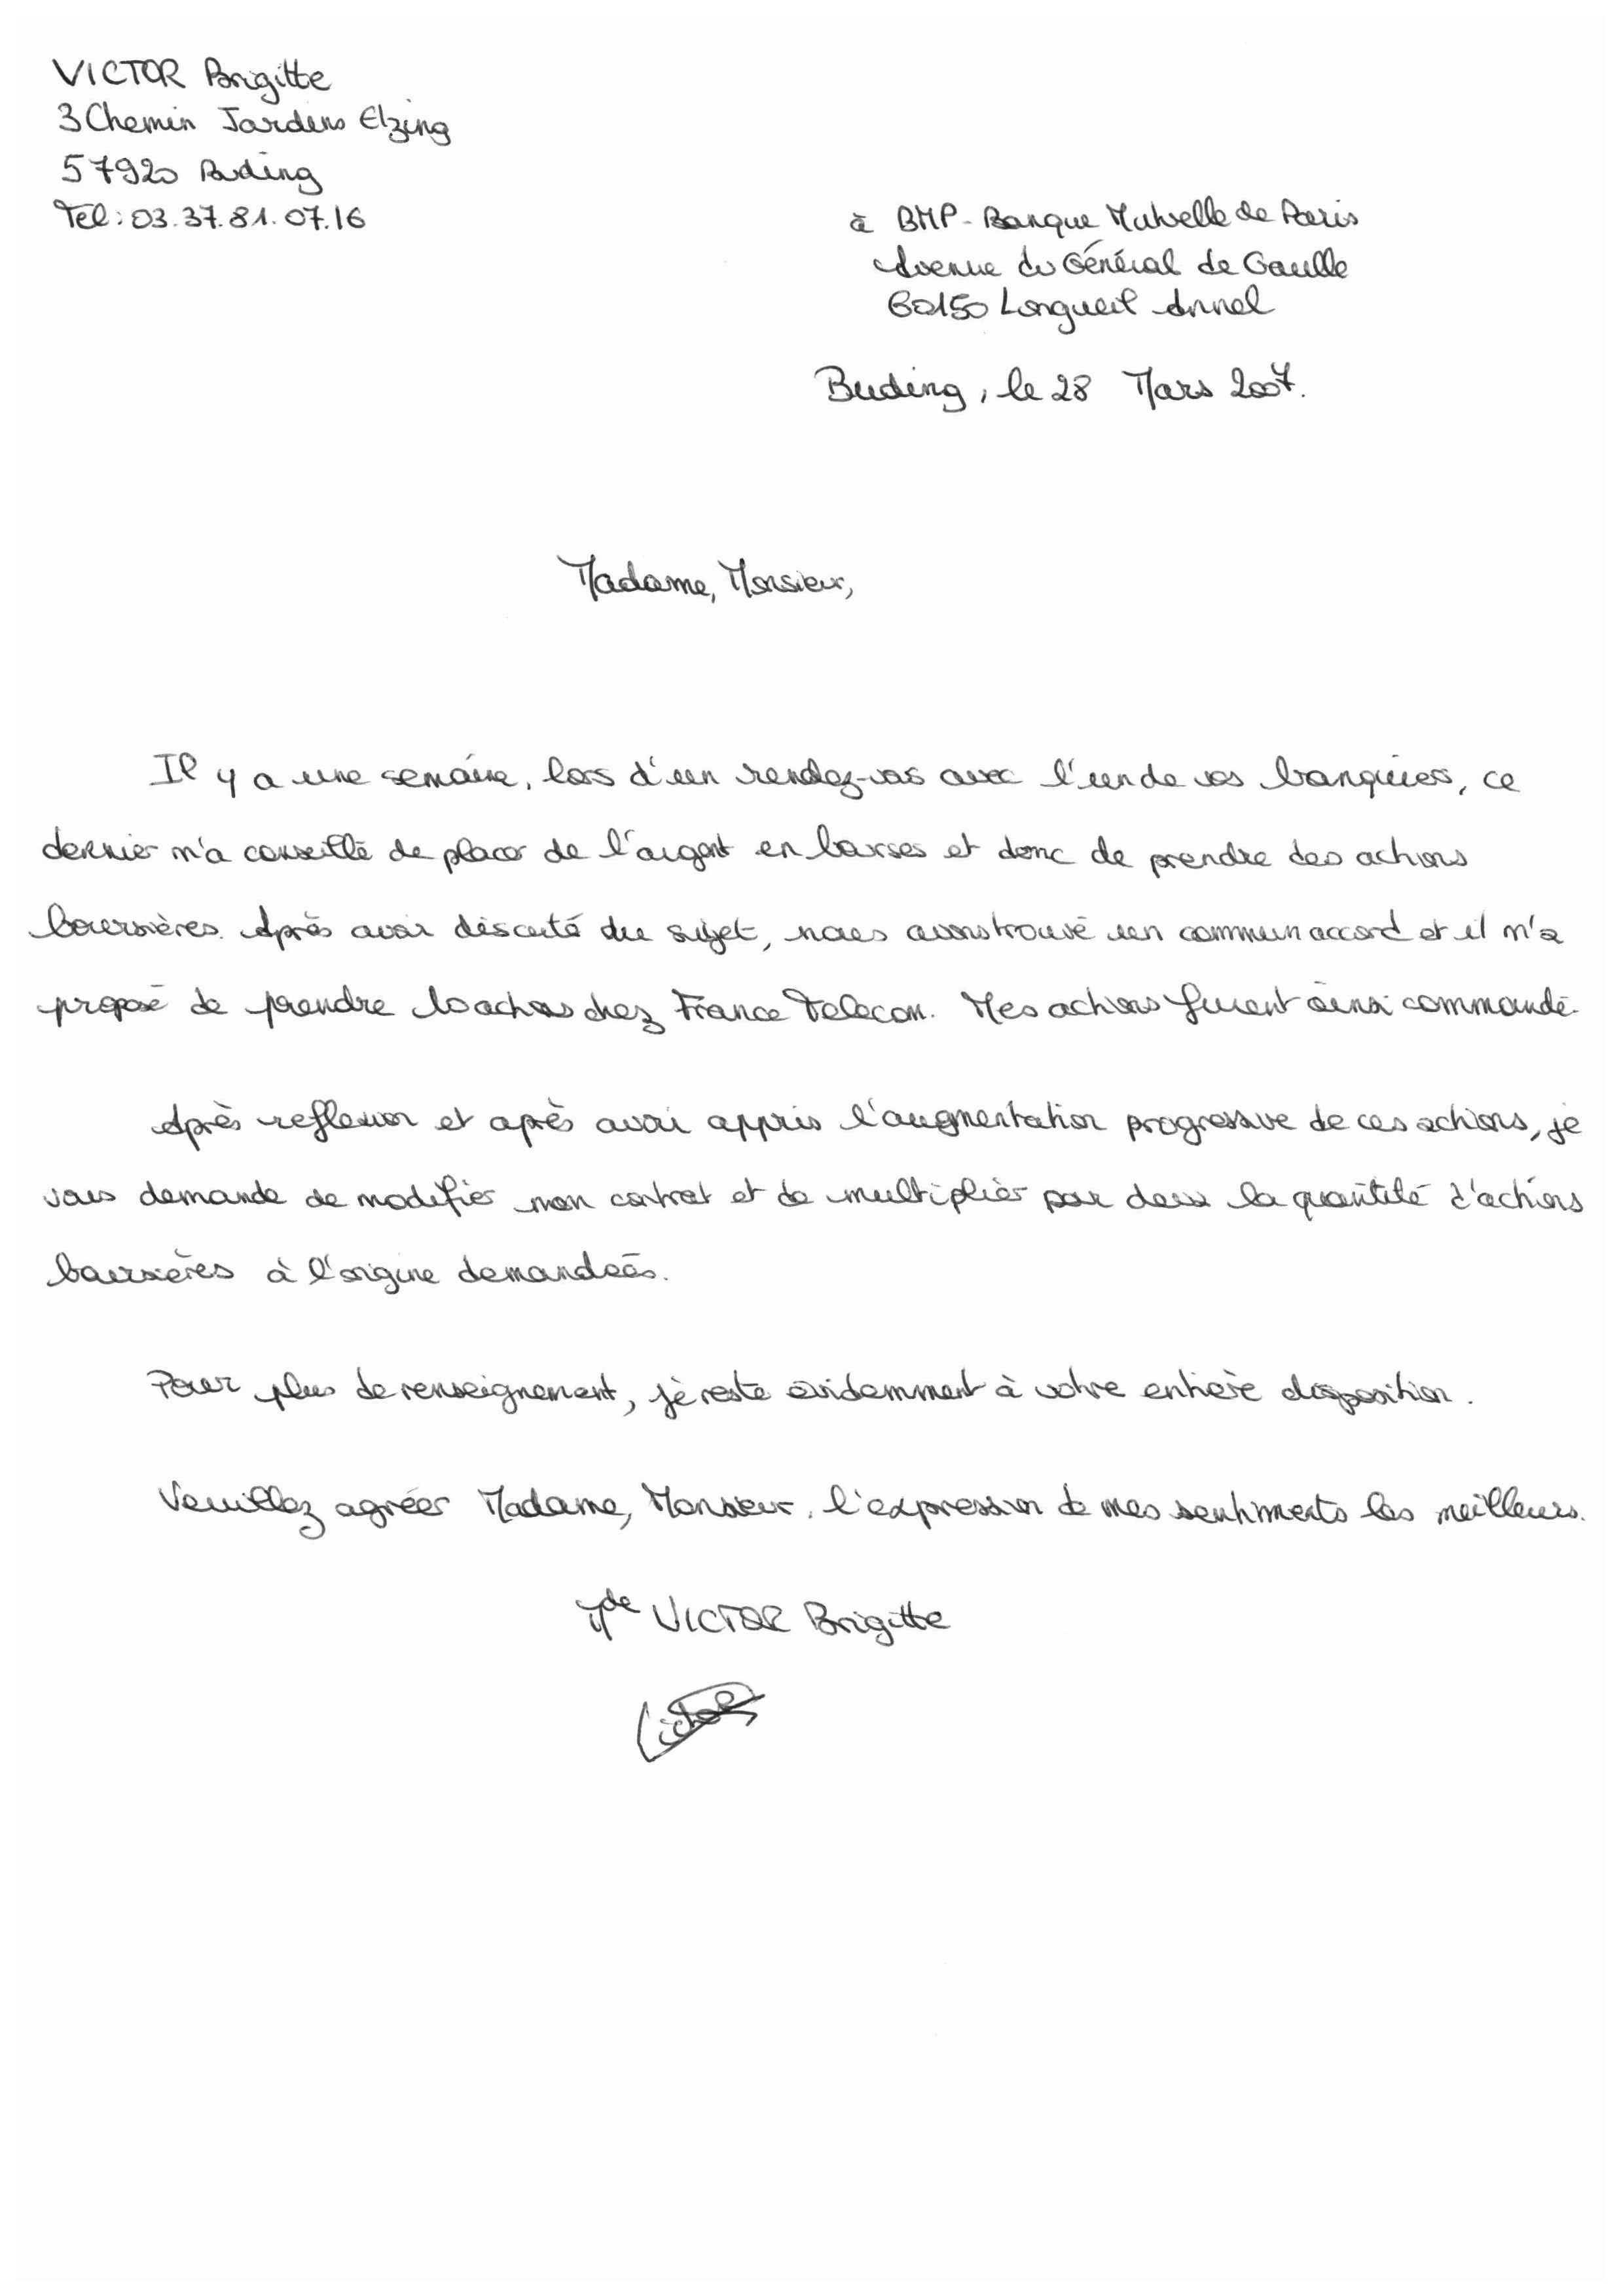 VICTOR Brigitte
3 Chemin Jardins Elzing
57920 Buding
Tel : 03.37.81.07.16
à BMP - Banque Mutuelle de Paris
Avenue du Général de Gaulle
60150 Longueil Annel
Buding, le 28 Mars 2007.
Madame, Monsieur,
Il y a une semaine, lors d'un rendez-vous avec l'un de vos banquiers, ce
dernier m'a conseillé de placer de l'argent en bourses et donc de prendre des actions
boursières. Après avoir discuté du sujet, nous avons trouvé un commun accord et il m'a
proposé de prendre 10 actions chez France Telecom. Mes actions furent ainsi commandé.
Après reflexion et après avoir appris l'augmentation progressive de ces actions, je
vous demande de modifier mon contrat et de multiplier par deux la quantité d'actions
boursières à l'origine demandeés.
Pour plus de renseignement, je reste évidemment à votre entière disposition.
Veuillez agréer Madame, Monsieur, l'expression de mes sentiments les meilleurs.
Mde VICTOR Brigitte
Victor